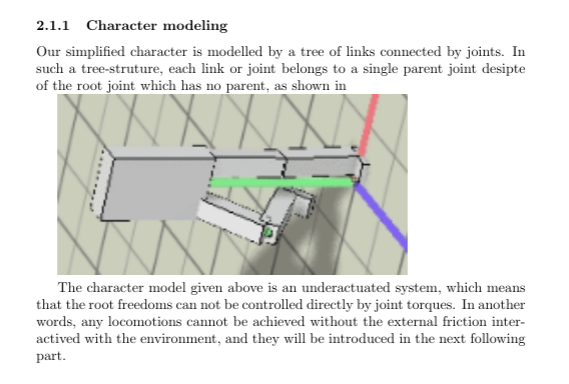 2.1.1 Character modeling
Our simplified character is modelled by a tree of links connected by joints. In
such a tree-struture, each link or joint belongs to a single parent joint desipte
of the root joint which has no parent, as shown in
The character model given above is an underactuated system, which means
that the root freedoms can not be controlled directly by joint torques. In another
words, any locomotions cannot be achieved without the external friction inter-
actived with the environment, and they will be introduced in the next following
part.